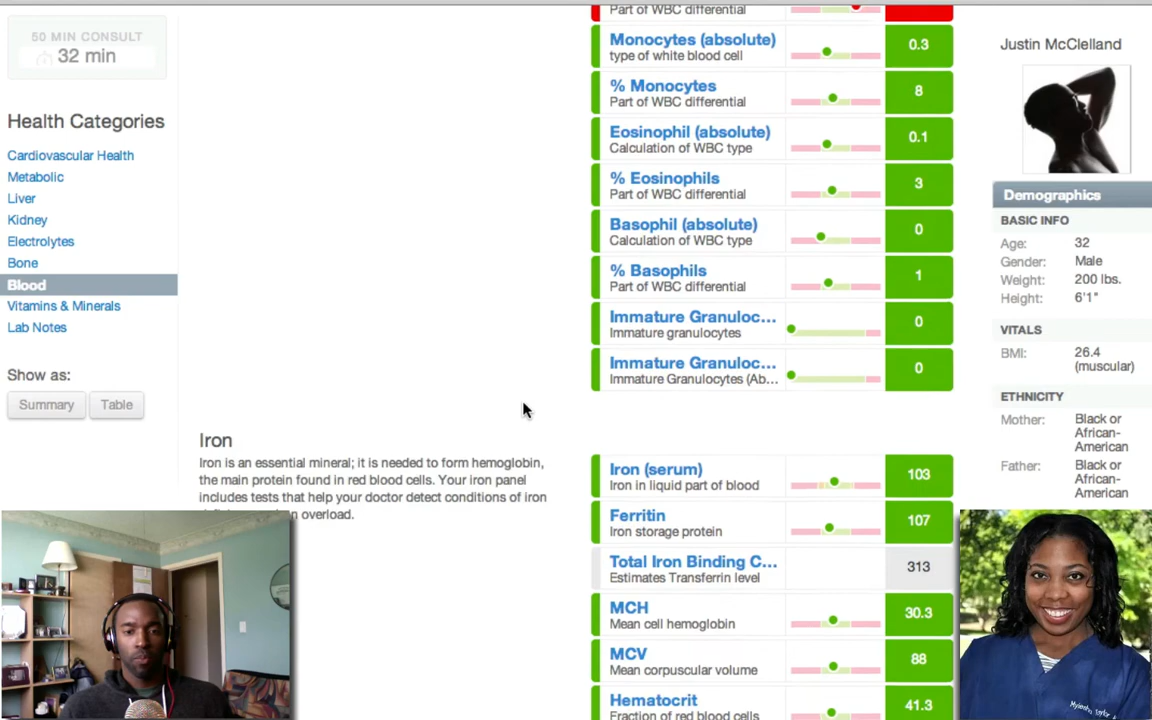 50 MIN CONSULT
32 min
Health Categories
Cardiovascular Health
Metabolic
Liver
Kidney
Electrolytes
Bone
Blood
Vitamins & Minerals
Lab Notes
Show as:
Summary
Table
Iron
Iron is an essential mineral; it is needed to form hemoglobin,
the main protein found in red blood cells. Your iron panel
includes tests that help your doctor detect conditions of iron
overload.
Part of WBC differential
Monocytes (absolute)
type of white blood cell
0.3
% Monocytes
Part of WBC differential
8
Eosinophil (absolute)
Calculation of WBC type
0.1
% Eosinophils
Part of WBC differential
3
Basophil (absolute)
Calculation of WBC type
0
% Basophils
Part of WBC differential
1
Immature Granuloc...
Immature granulocytes
0
Immature Granuloc...
Immature Granulocytes (Ab...
0
Iron (serum)
Iron in liquid part of blood
103
Ferritin
Iron storage protein
107
Total Iron Binding C...
Estimates Transferrin level
313
MCH
Mean cell hemoglobin
30.3
MCV
Mean corpuscular volume
88
Hematocrit
Fraction of red blood cells
41.3
Justin McClelland
Demographics
BASIC INFO
Age: 32
Gender: Male
Weight: 200 lbs.
Height: 6'1"
VITALS
BMI: 26.4
(muscular)
ETHNICITY
Mother: Black or
African-
American
Father: Black or
African-
American